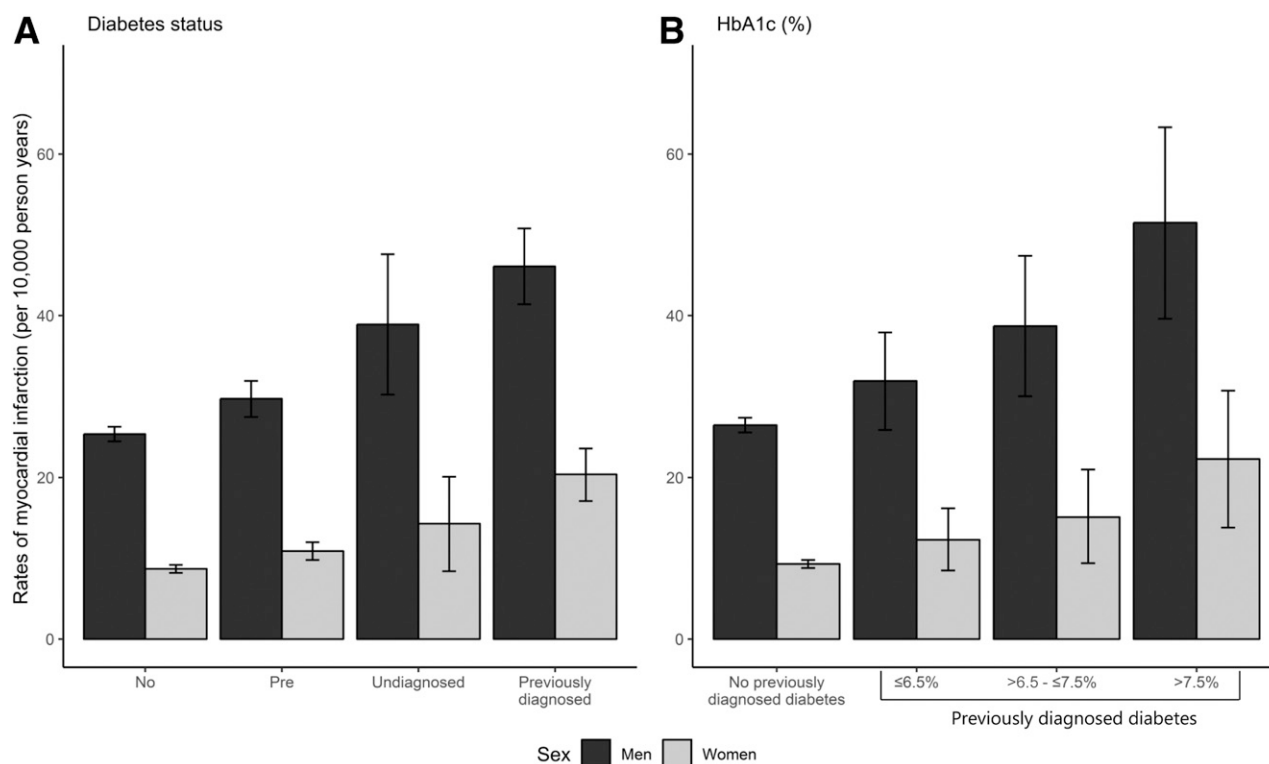 A Diabetes status
Rates of myocardial infarction (per 10,000 person years)
60
40
20
0
No
Pre
Undiagnosed
Previously
diagnosed
B HbA1c (%)
60
40
20
0
No previously
diagnosed diabetes
≤6.5%
>6.5 - ≤7.5%
>7.5%
Previously diagnosed diabetes
Sex Men Women